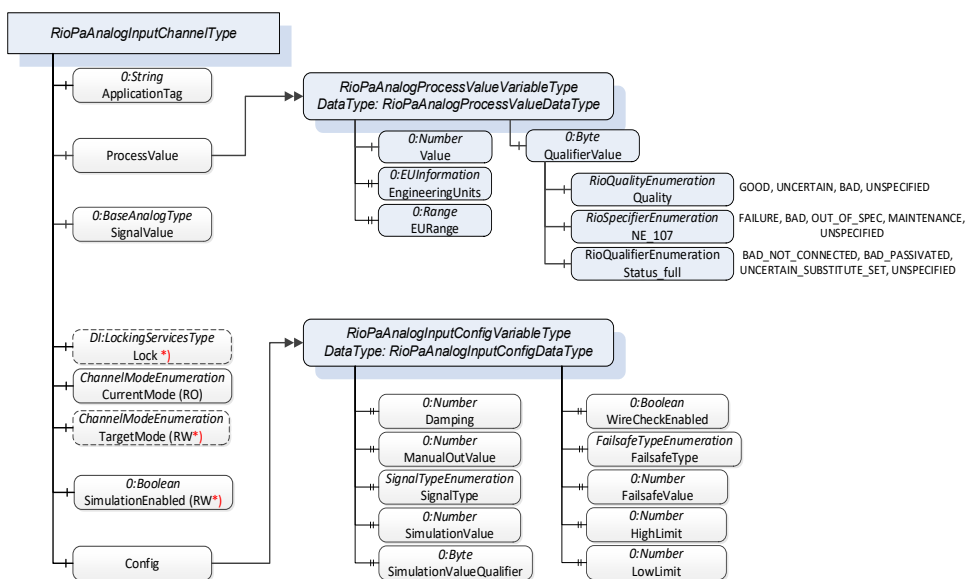 RioPaAnalogInputChannelType
0:String
ApplicationTag
ProcessValue
RioPaAnalogProcessValueVariableType
DataType: RioPaAnalogProcessValueDataType
0:Number
Value
0:EUInformation
EngineeringUnits
0:Range
EURange
0:Byte
QualifierValue
RioQualityEnumeration
Quality
GOOD, UNCERTAIN, BAD, UNSPECIFIED
RioSpecifierEnumeration
NE_107
FAILURE, BAD, OUT_OF_SPEC, MAINTENANCE,
UNSPECIFIED
RioQualifierEnumeration
Status_full
BAD_NOT_CONNECTED, BAD_PASSIVATED,
UNCERTAIN_SUBSTITUTE_SET, UNSPECIFIED
0:BaseAnalogType
SignalValue
DI:LockingServicesType
Lock *)
ChannelModeEnumeration
CurrentMode (RO)
ChannelModeEnumeration
TargetMode (RW*)
0:Boolean
SimulationEnabled (RW*)
Config
RioPaAnalogInputConfigVariableType
DataType: RioPaAnalogInputConfigDataType
0:Number
Damping
0:Number
ManualOutValue
SignalTypeEnumeration
SignalType
0:Number
SimulationValue
0:Byte
SimulationValueQualifier
0:Boolean
WireCheckEnabled
FailsafeTypeEnumeration
FailsafeType
0:Number
FailsafeValue
0:Number
HighLimit
0:Number
LowLimit